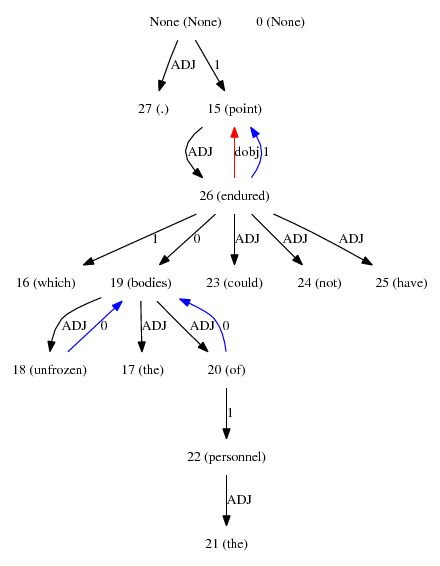 None (None) 0 (None)
ADJ 1
27 (.) 15 (point)
ADJ dobj 1
26 (endured)
1 0 ADJ ADJ ADJ
16 (which) 19 (bodies) 23 (could) 24 (not) 25 (have)
ADJ 0 ADJ ADJ 0
18 (unfrozen) 17 (the) 20 (of)
1
22 (personnel)
ADJ
21 (the)